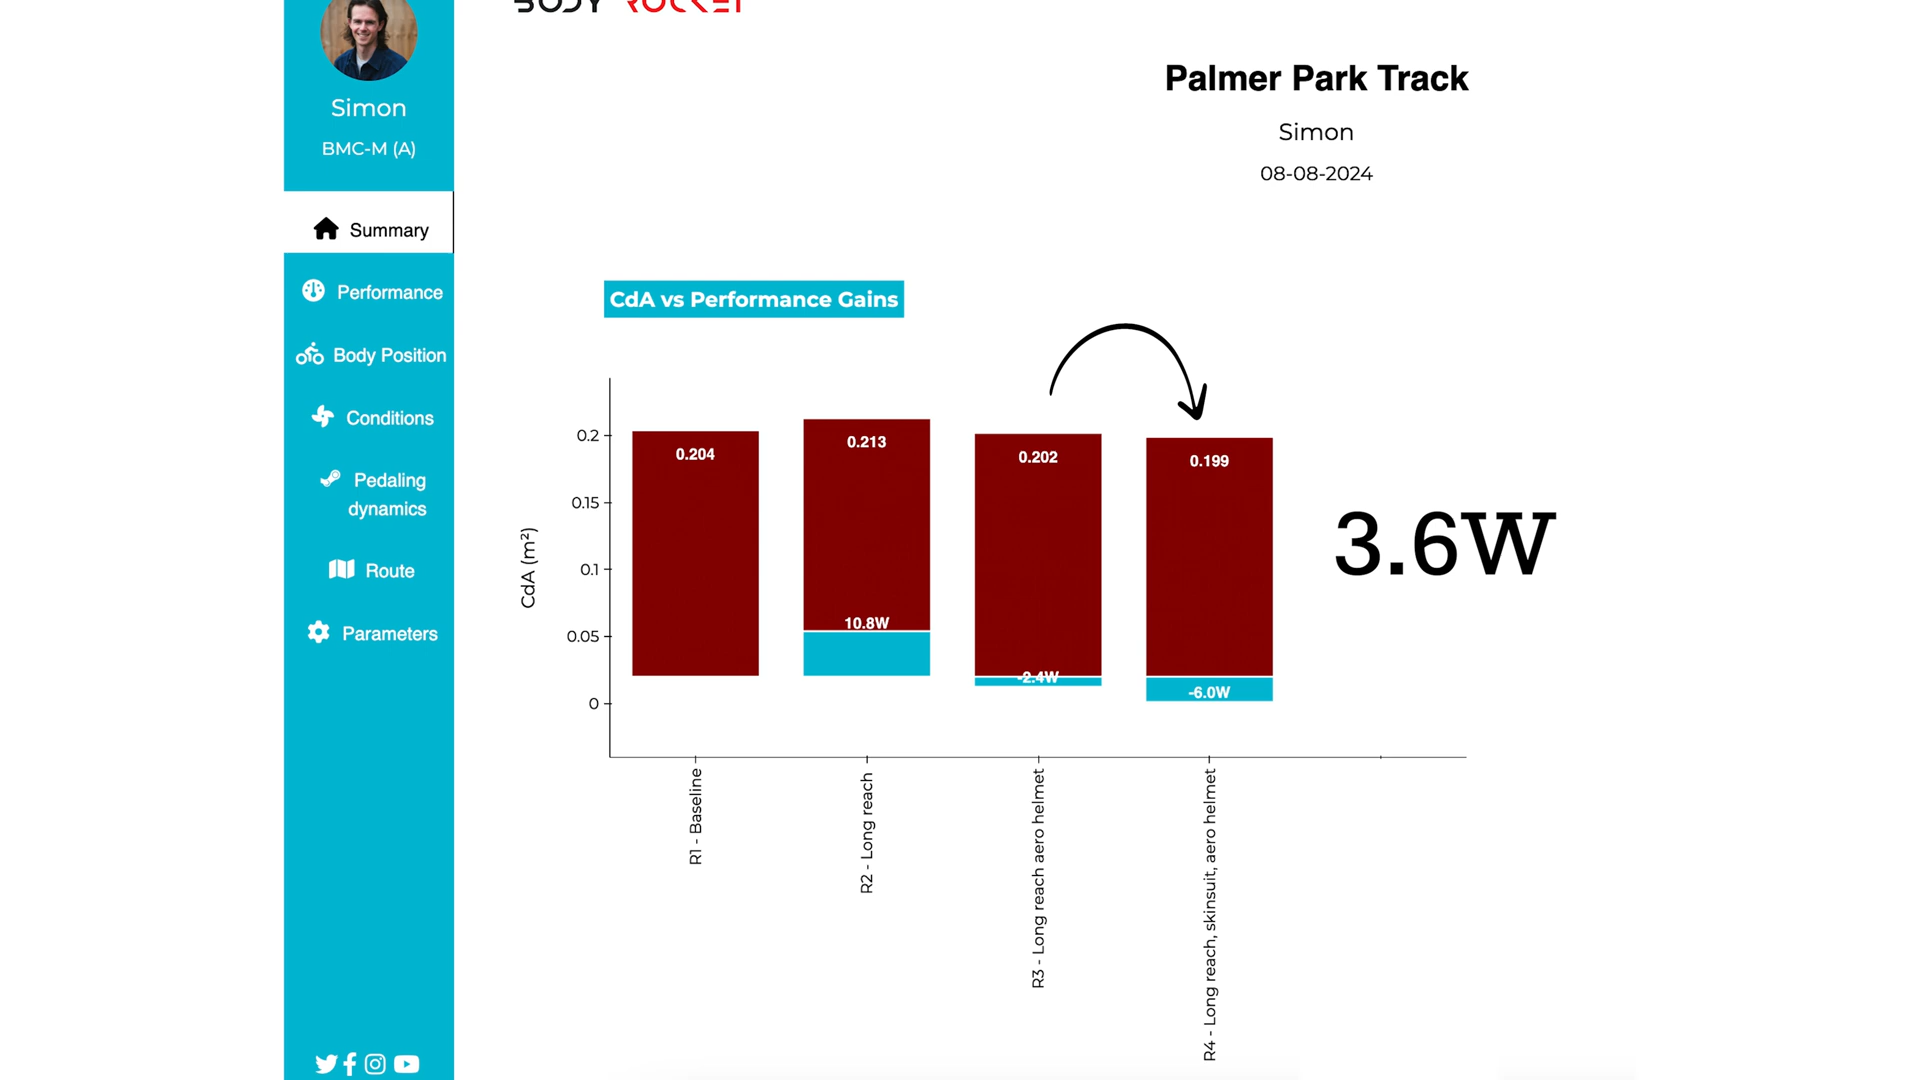 BODY ROCKET
Simon
BMC-M (A)
Summary
Performance
Body Position
Conditions
Pedaling
dynamics
Route
Parameters
Palmer Park Track
Simon
08-08-2024
CdA vs Performance Gains
CdA (m²)
0.2
0.15
0.1
0.05
0
0.204
0.213
0.202
0.199
10.8W
-2.4W
-6.0W
3.6W
R1 - Baseline
R2 - Long reach
R3 - Long reach aero helmet
R4 - Long reach, skinsuit, aero helmet